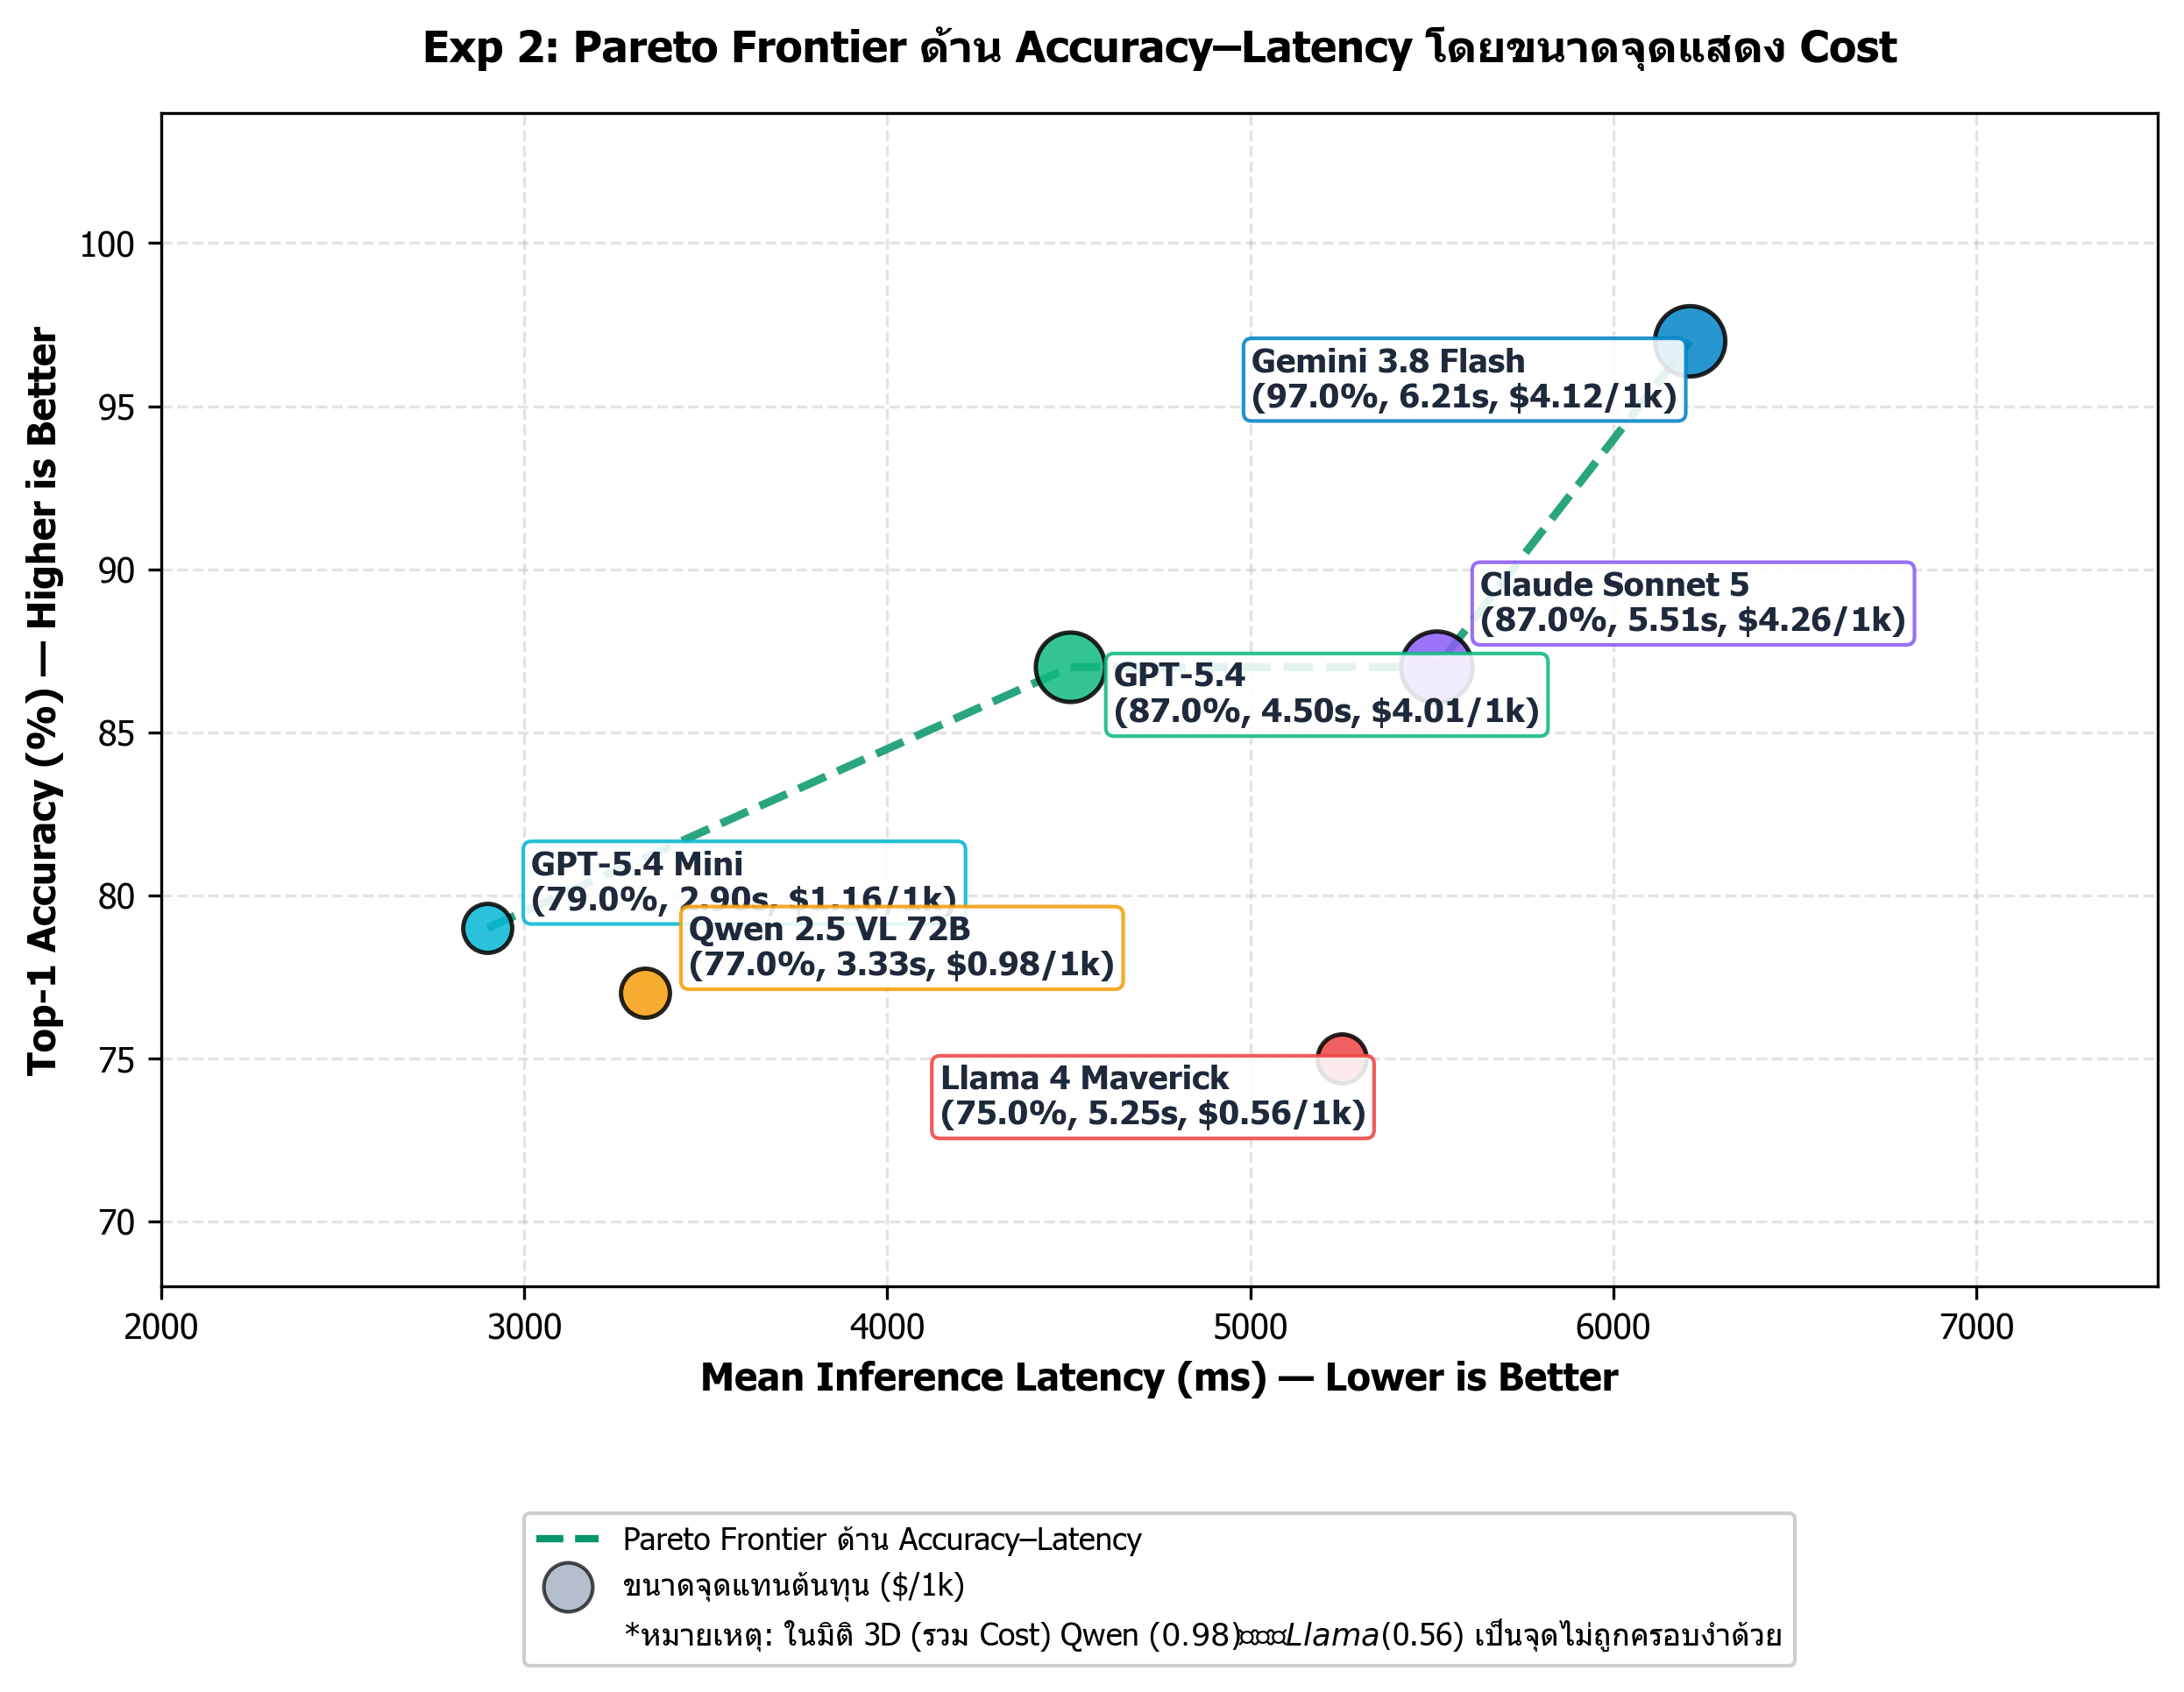 Exp 2: Pareto Frontier ด้าน Accuracy–Latency โดยขนาดจุดแสดง Cost
Top-1 Accuracy (%) — Higher is Better
100
95
90
85
80
75
70
Gemini 3.8 Flash
(97.0%, 6.21s, $4.12/1k)
Claude Sonnet 5
(87.0%, 5.51s, $4.26/1k)
GPT-5.4
(87.0%, 4.50s, $4.01/1k)
GPT-5.4 Mini
(79.0%, 2.90s, $1.16/1k)
Qwen 2.5 VL 72B
(77.0%, 3.33s, $0.98/1k)
Llama 4 Maverick
(75.0%, 5.25s, $0.56/1k)
2000 3000 4000 5000 6000 7000
Mean Inference Latency (ms) — Lower is Better
Pareto Frontier ด้าน Accuracy–Latency
ขนาดจุดแทนต้นทุน ($/1k)
*หมายเหตุ: ในมิติ 3D (รวม Cost) Qwen (0.98)Llama(0.56) เป็นจุดไม่ถูกครอบงำด้วย